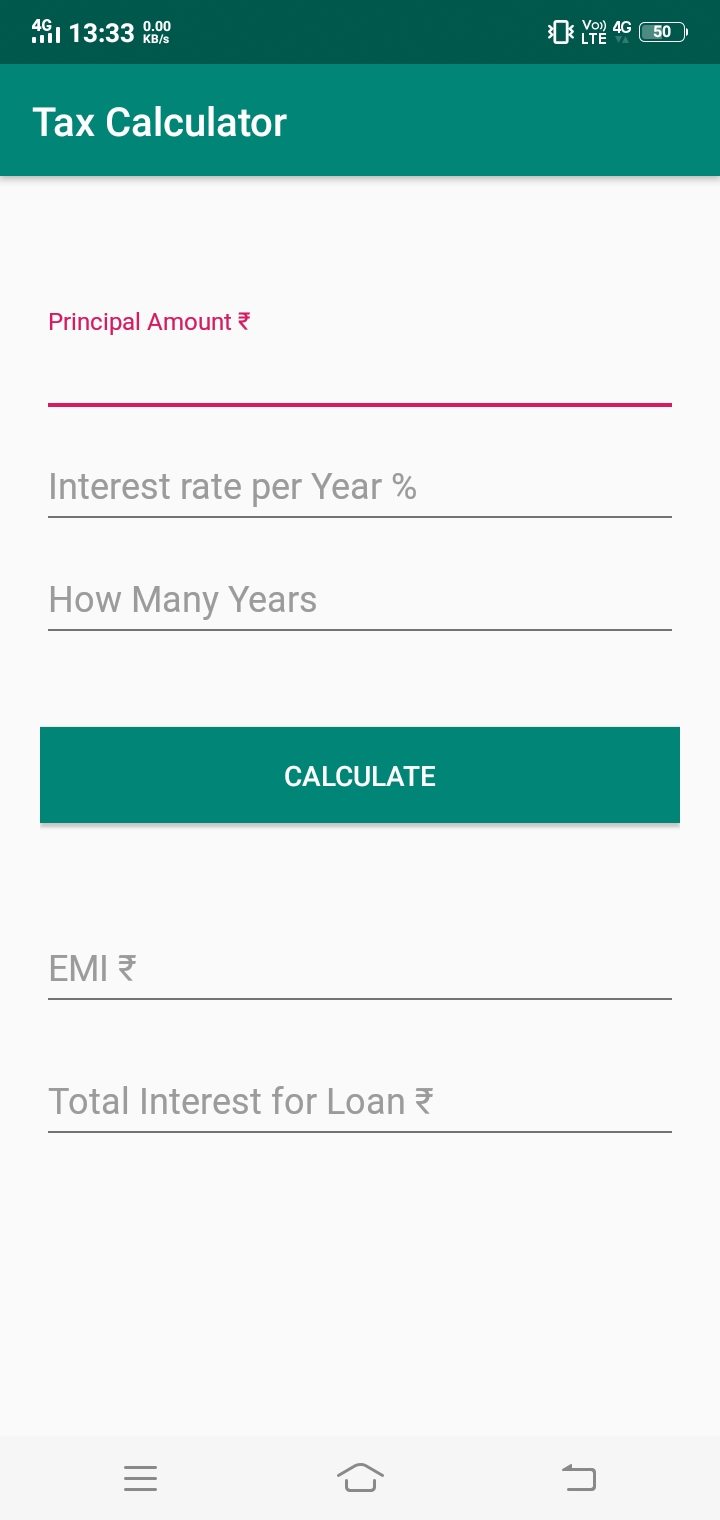 4G 13:33 0.00 KB/s Vo)) LTE 4G 50
Tax Calculator
Principal Amount ₹
Interest rate per Year %
How Many Years
CALCULATE
EMI ₹
Total Interest for Loan ₹